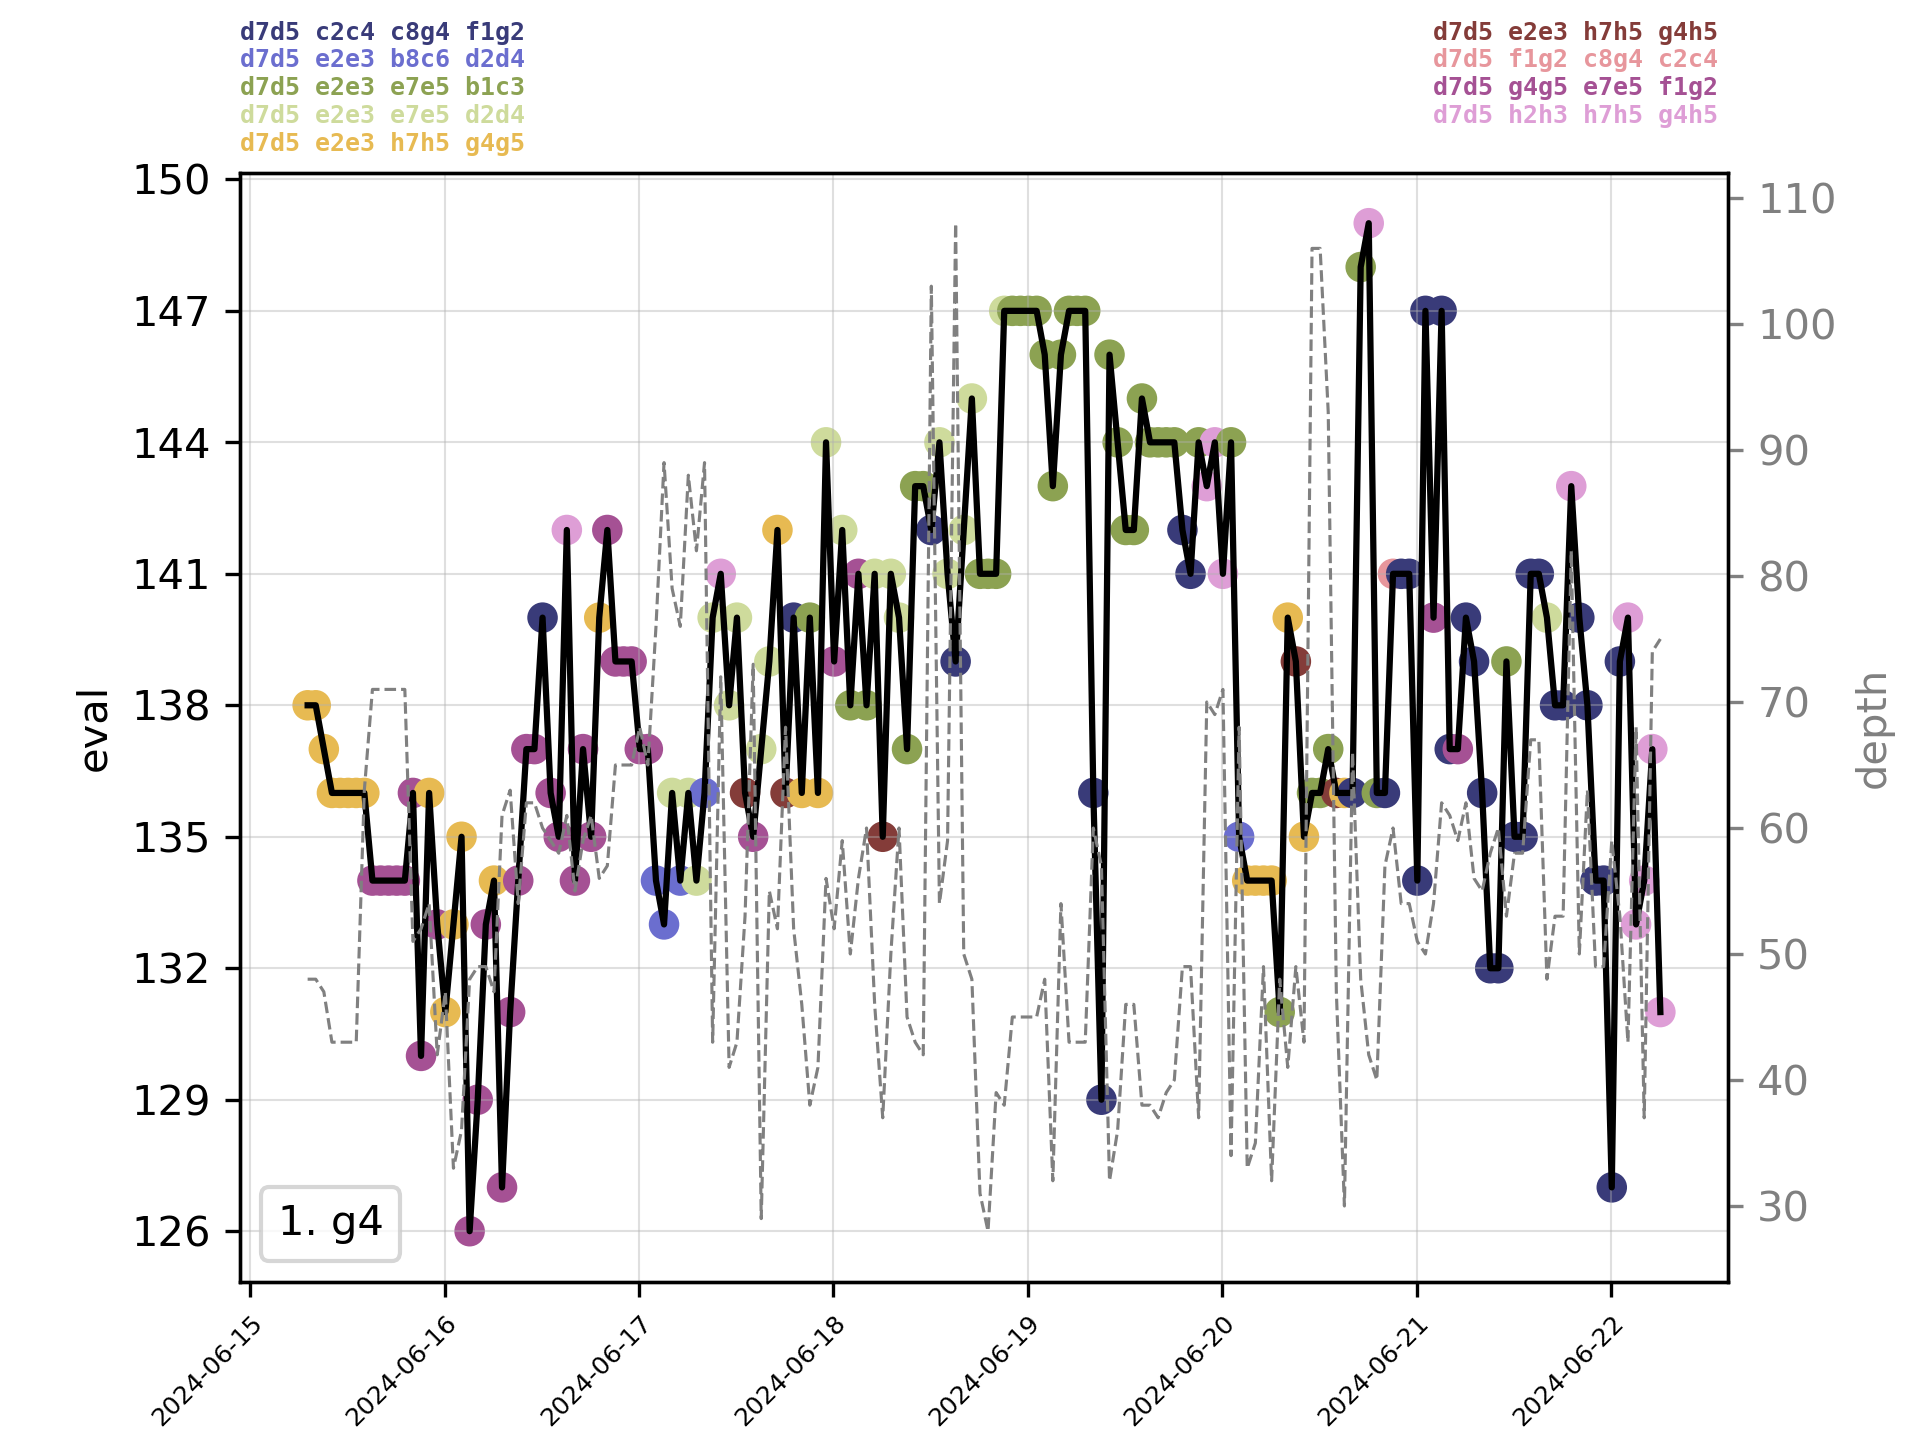 d7d5 c2c4 c8g4 f1g2
d7d5 e2e3 b8c6 d2d4
d7d5 e2e3 e7e5 b1c3
d7d5 e2e3 e7e5 d2d4
d7d5 e2e3 h7h5 g4g5
d7d5 e2e3 h7h5 g4h5
d7d5 f1g2 c8g4 c2c4
d7d5 g4g5 e7e5 f1g2
d7d5 h2h3 h7h5 g4h5
eval
150
147
144
141
138
135
132
129
126
1. g4
depth
110
100
90
80
70
60
50
40
30
2024-06-15
2024-06-16
2024-06-17
2024-06-18
2024-06-19
2024-06-20
2024-06-21
2024-06-22